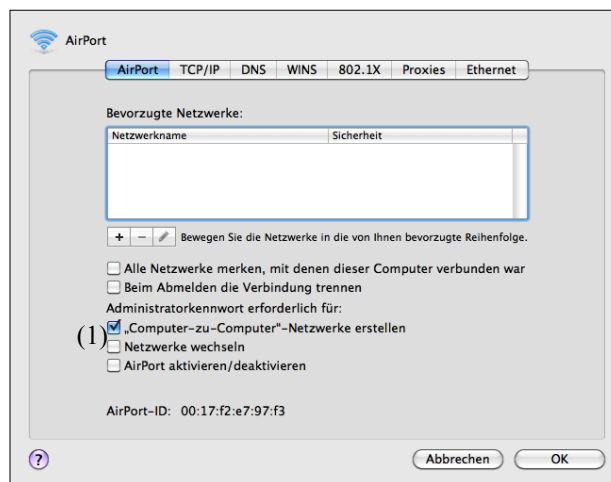 AirPort
AirPort TCP/IP DNS WINS 802.1X Proxies Ethernet
Bevorzugte Netzwerke:
Netzwerkname Sicherheit
+ − Bewegen Sie die Netzwerke in die von Ihnen bevorzugte Reihenfolge.
Alle Netzwerke merken, mit denen dieser Computer verbunden war
Beim Abmelden die Verbindung trennen
Administratorkennwort erforderlich für:
(1) „Computer-zu-Computer“-Netzwerke erstellen
Netzwerke wechseln
AirPort aktivieren/deaktivieren
AirPort-ID: 00:17:f2:e7:97:f3
? Abbrechen OK